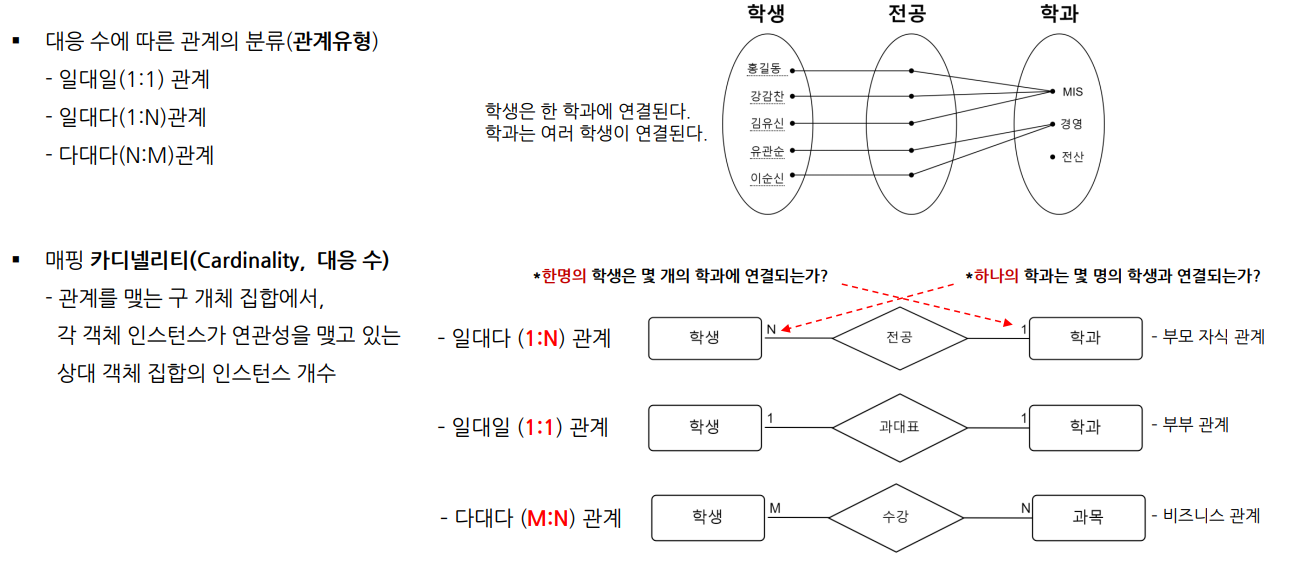 ▪ 대응 수에 따른 관계의 분류(관계유형)
- 일대일(1:1) 관계
- 일대다(1:N)관계
- 다대다(N:M)관계
학생은 한 학과에 연결된다.
학과는 여러 학생이 연결된다.
학생 전공 학과
홍길동
강감찬
김유신
유관순
이순신
MIS
경영
전산
▪ 매핑 카디넬리티(Cardinality, 대응 수)
- 관계를 맺는 구 개체 집합에서,
각 객체 인스턴스가 연관성을 맺고 있는
상대 객체 집합의 인스턴스 개수
*한명의 학생은 몇 개의 학과에 연결되는가? *하나의 학과는 몇 명의 학생과 연결되는가?
- 일대다 (1:N) 관계 학생 N 전공 1 학과 - 부모 자식 관계
- 일대일 (1:1) 관계 학생 1 과대표 1 학과 - 부부 관계
- 다대다 (M:N) 관계 학생 M 수강 N 과목 - 비즈니스 관계